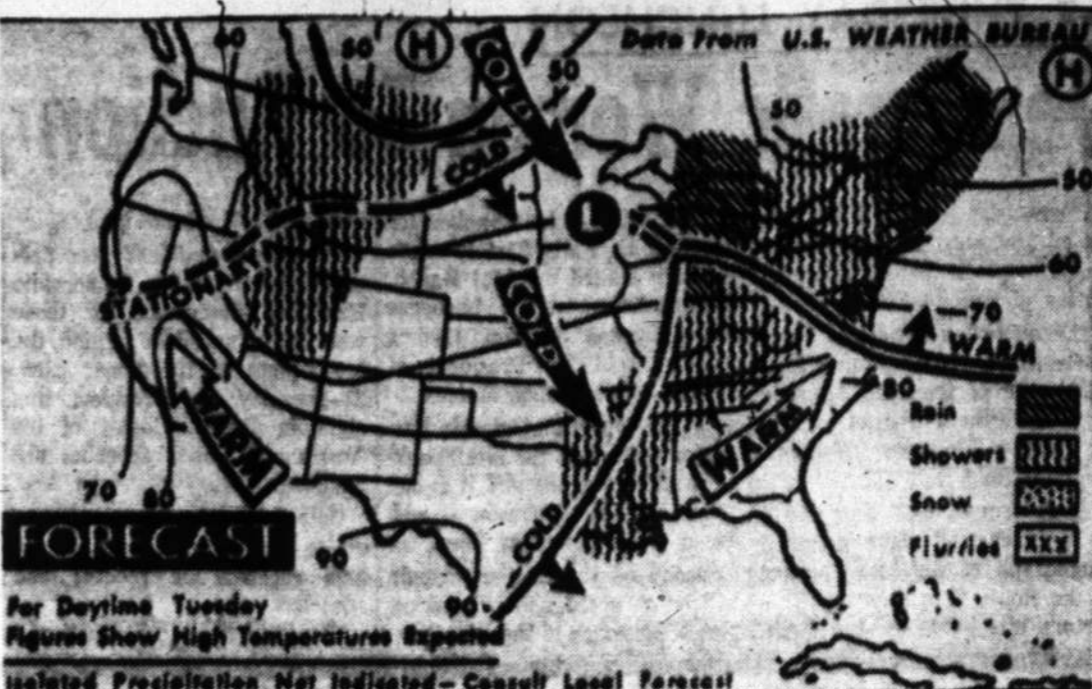 Data From U.S. WEATHER BUREAU
60
50
H
COLD
50
H
50
COLD
50
L
60
STATIONARY
COLD
70
WARM
80
WARM
WARM
Rain
Showers
Snow
Flurries
70
80
FORECAST
90
COLD
90
For Daytime Tuesday
Figures Show High Temperatures Expected
Isolated Precipitation Not Indicated—Consult Local Forecast